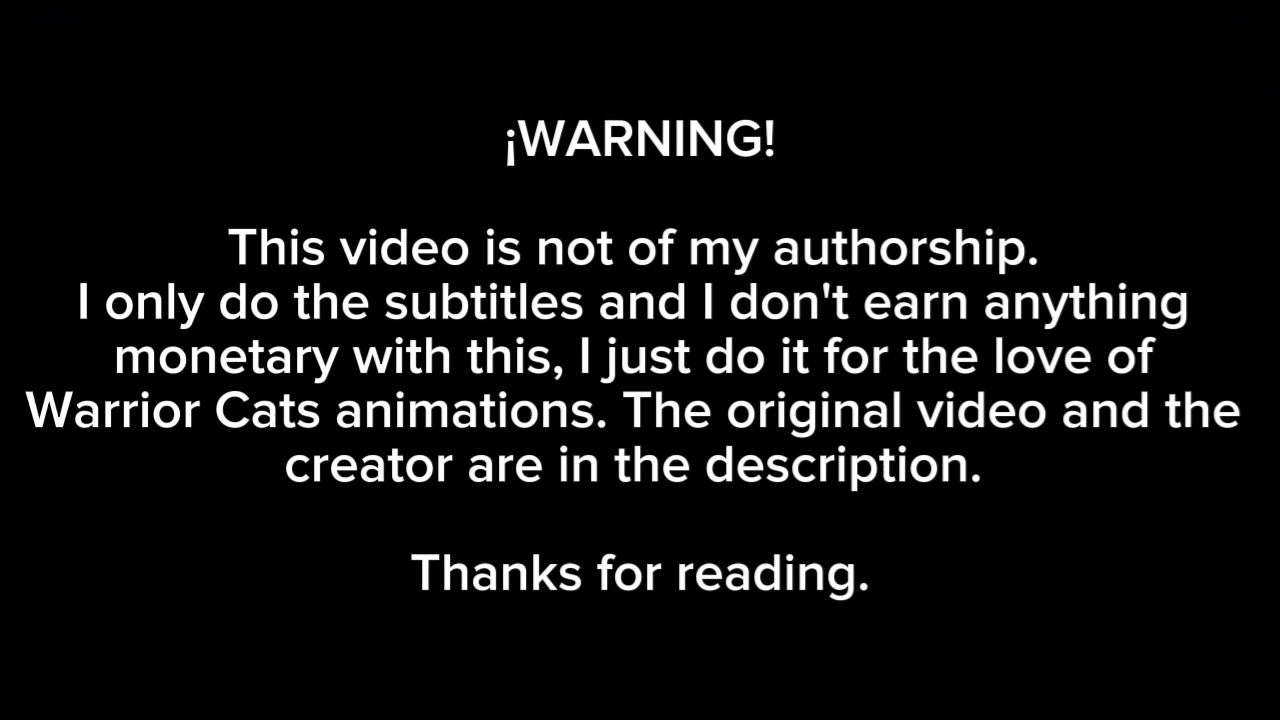 ¡WARNING!
This video is not of my authorship.
I only do the subtitles and I don't earn anything
monetary with this, I just do it for the love of
Warrior Cats animations. The original video and the
creator are in the description.
Thanks for reading.